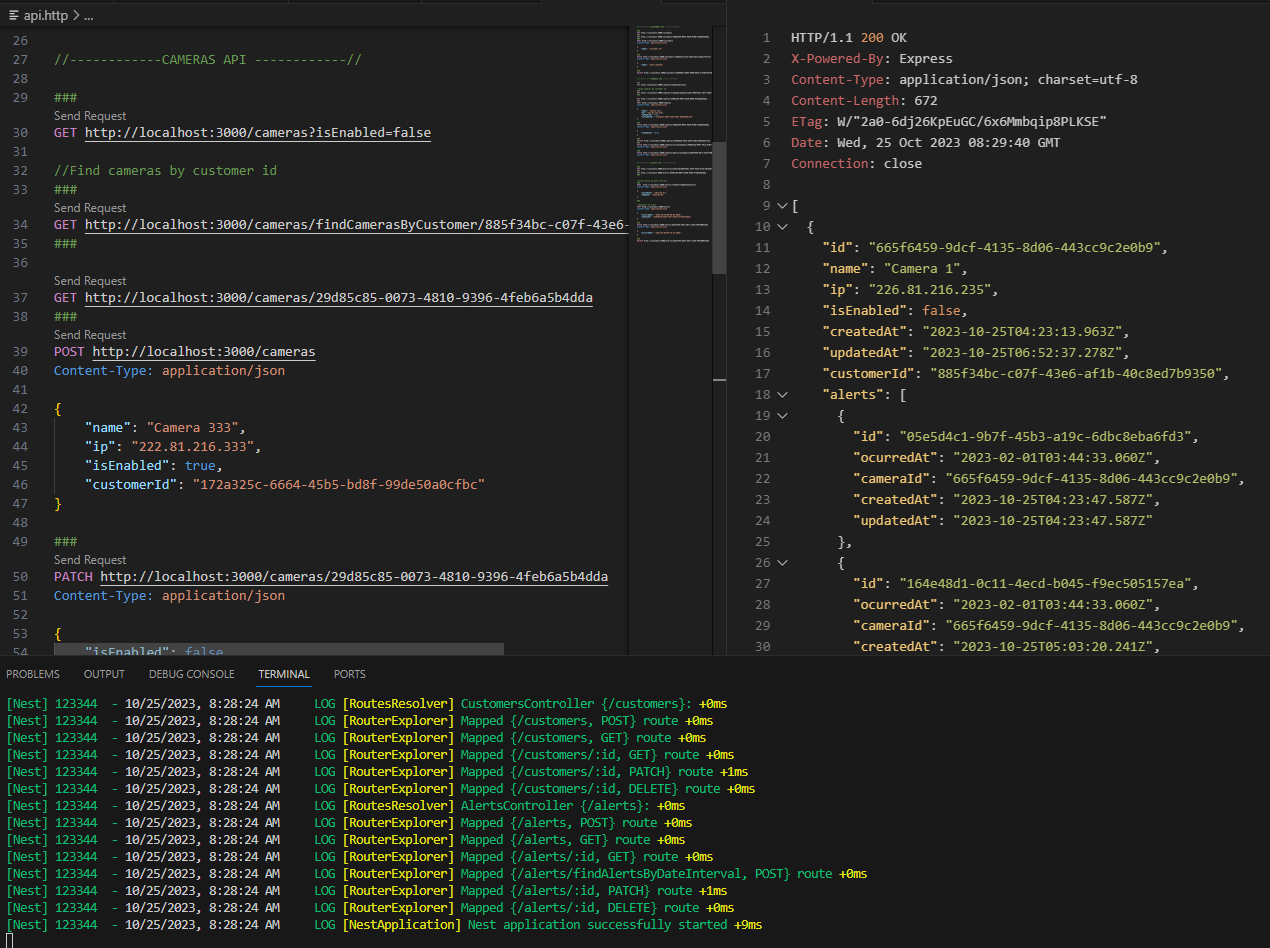 api.http > ...
26
27 //------------CAMERAS API ------------//
28
29 ###
Send Request
30 GET http://localhost:3000/cameras?isEnabled=false
31
32 //Find cameras by customer id
33 ###
Send Request
34 GET http://localhost:3000/cameras/findCamerasByCustomer/885f34bc-c07f-43e6-
35 ###
36
Send Request
37 GET http://localhost:3000/cameras/29d85c85-0073-4810-9396-4feb6a5b4dda
38 ###
Send Request
39 POST http://localhost:3000/cameras
40 Content-Type: application/json
41
42 {
43 "name": "Camera 333",
44 "ip": "222.81.216.333",
45 "isEnabled": true,
46 "customerId": "172a325c-6664-45b5-bd8f-99de50a0cfbc"
47 }
48
49 ###
Send Request
50 PATCH http://localhost:3000/cameras/29d85c85-0073-4810-9396-4feb6a5b4dda
51 Content-Type: application/json
52
53 {
54 "isEnabled": false
1 HTTP/1.1 200 OK
2 X-Powered-By: Express
3 Content-Type: application/json; charset=utf-8
4 Content-Length: 672
5 ETag: W/"2a0-6dj26KpEuGC/6x6Mmbqip8PLKSE"
6 Date: Wed, 25 Oct 2023 08:29:40 GMT
7 Connection: close
8
9 [
10 {
11 "id": "665f6459-9dcf-4135-8d06-443cc9c2e0b9",
12 "name": "Camera 1",
13 "ip": "226.81.216.235",
14 "isEnabled": false,
15 "createdAt": "2023-10-25T04:23:13.963Z",
16 "updatedAt": "2023-10-25T06:52:37.278Z",
17 "customerId": "885f34bc-c07f-43e6-af1b-40c8ed7b9350",
18 "alerts": [
19 {
20 "id": "05e5d4c1-9b7f-45b3-a19c-6dbc8eba6fd3",
21 "ocurredAt": "2023-02-01T03:44:33.060Z",
22 "cameraId": "665f6459-9dcf-4135-8d06-443cc9c2e0b9",
23 "createdAt": "2023-10-25T04:23:47.587Z",
24 "updatedAt": "2023-10-25T04:23:47.587Z"
25 },
26 {
27 "id": "164e48d1-0c11-4ecd-b045-f9ec505157ea",
28 "ocurredAt": "2023-02-01T03:44:33.060Z",
29 "cameraId": "665f6459-9dcf-4135-8d06-443cc9c2e0b9",
30 "createdAt": "2023-10-25T05:03:20.241Z",
PROBLEMS OUTPUT DEBUG CONSOLE TERMINAL PORTS
[Nest] 123344 - 10/25/2023, 8:28:24 AM LOG [RoutesResolver] CustomersController {/customers}: +0ms
[Nest] 123344 - 10/25/2023, 8:28:24 AM LOG [RouterExplorer] Mapped {/customers, POST} route +0ms
[Nest] 123344 - 10/25/2023, 8:28:24 AM LOG [RouterExplorer] Mapped {/customers, GET} route +0ms
[Nest] 123344 - 10/25/2023, 8:28:24 AM LOG [RouterExplorer] Mapped {/customers/:id, GET} route +0ms
[Nest] 123344 - 10/25/2023, 8:28:24 AM LOG [RouterExplorer] Mapped {/customers/:id, PATCH} route +1ms
[Nest] 123344 - 10/25/2023, 8:28:24 AM LOG [RouterExplorer] Mapped {/customers/:id, DELETE} route +0ms
[Nest] 123344 - 10/25/2023, 8:28:24 AM LOG [RoutesResolver] AlertsController {/alerts}: +0ms
[Nest] 123344 - 10/25/2023, 8:28:24 AM LOG [RouterExplorer] Mapped {/alerts, POST} route +0ms
[Nest] 123344 - 10/25/2023, 8:28:24 AM LOG [RouterExplorer] Mapped {/alerts, GET} route +0ms
[Nest] 123344 - 10/25/2023, 8:28:24 AM LOG [RouterExplorer] Mapped {/alerts/:id, GET} route +0ms
[Nest] 123344 - 10/25/2023, 8:28:24 AM LOG [RouterExplorer] Mapped {/alerts/findAlertsByDateInterval, POST} route +0ms
[Nest] 123344 - 10/25/2023, 8:28:24 AM LOG [RouterExplorer] Mapped {/alerts/:id, PATCH} route +1ms
[Nest] 123344 - 10/25/2023, 8:28:24 AM LOG [RouterExplorer] Mapped {/alerts/:id, DELETE} route +0ms
[Nest] 123344 - 10/25/2023, 8:28:24 AM LOG [NestApplication] Nest application successfully started +9ms